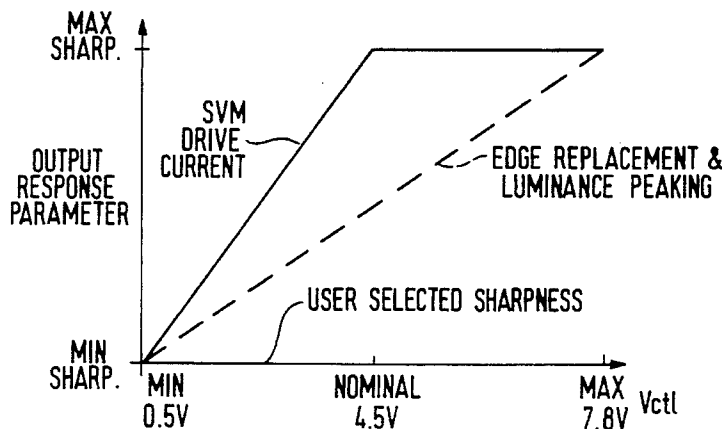 MAX
SHARP.
SVM
DRIVE
CURRENT
OUTPUT
RESPONSE
PARAMETER
EDGE REPLACEMENT &
LUMINANCE PEAKING
USER SELECTED SHARPNESS
MIN
SHARP.
MIN
0.5V
NOMINAL
4.5V
MAX
7.8V
Vctl